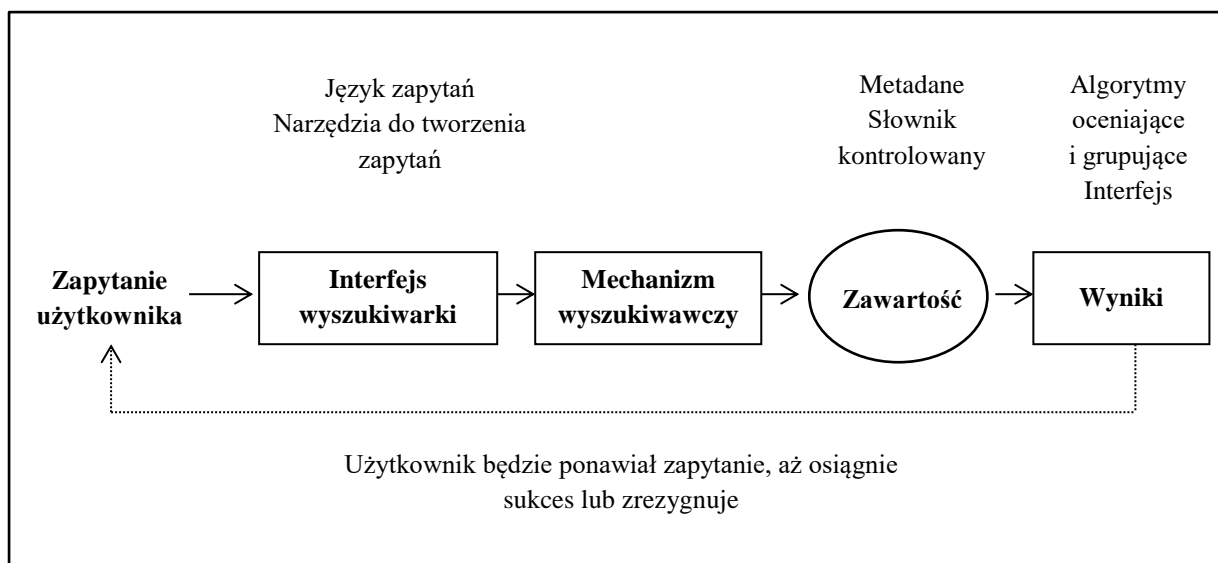 Język zapytań
Narzędzia do tworzenia
zapytań
Metadane
Słownik
kontrolowany
Algorytmy
oceniające
i grupujące
Interfejs
Zapytanie
użytkownika
Interfejs
wyszukiwarki
Mechanizm
wyszukiwawczy
Zawartość
Wyniki
Użytkownik będzie ponawiał zapytanie, aż osiągnie
sukces lub zrezygnuje